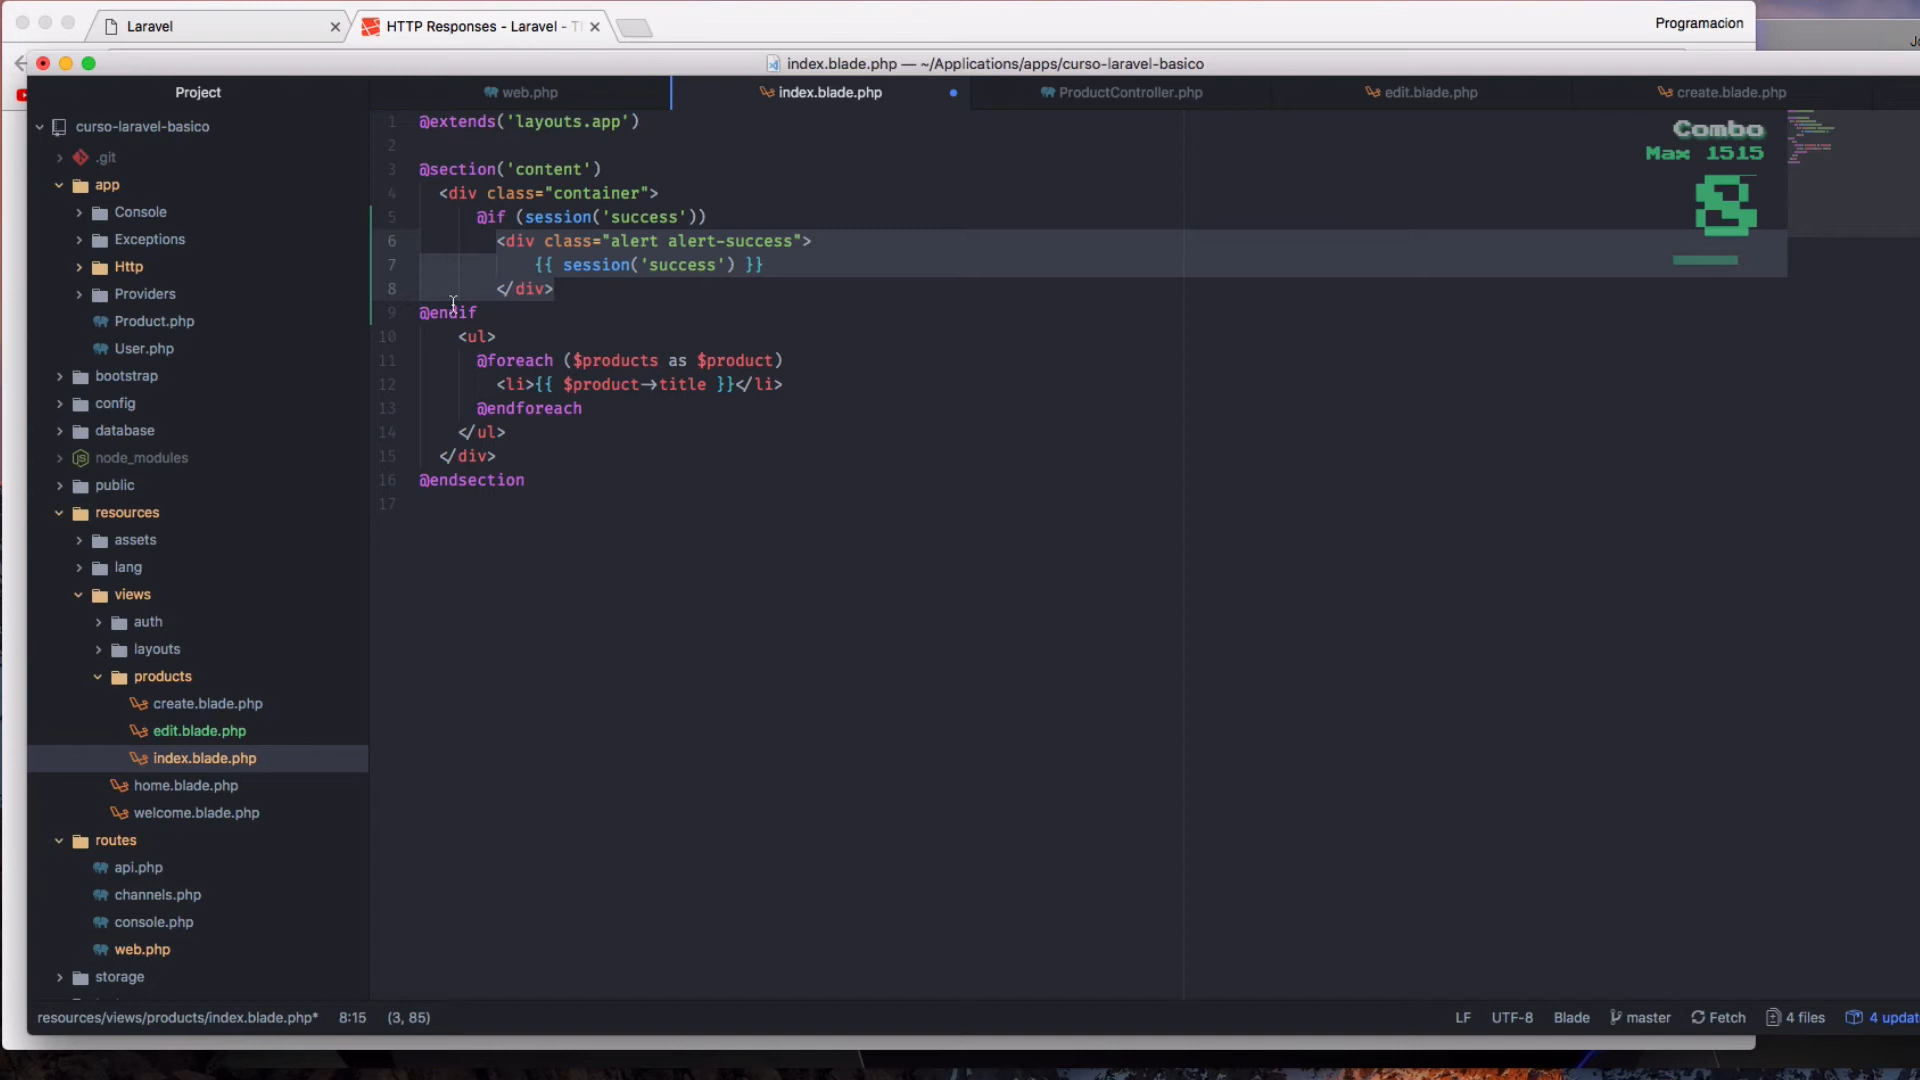 Laravel
HTTP Responses - Laravel - T
Programacion
index.blade.php — ~/Applications/apps/curso-laravel-basico
Project
web.php
index.blade.php
ProductController.php
edit.blade.php
create.blade.php
curso-laravel-basico
.git
app
Console
Exceptions
Http
Providers
Product.php
User.php
bootstrap
config
database
node_modules
public
resources
assets
lang
views
auth
layouts
products
create.blade.php
edit.blade.php
index.blade.php
home.blade.php
welcome.blade.php
routes
api.php
channels.php
console.php
web.php
storage
1 @extends('layouts.app')
2
3 @section('content')
4 <div class="container">
5 @if (session('success'))
6 <div class="alert alert-success">
7 {{ session('success') }}
8 </div>
9 @endif
10 <ul>
11 @foreach ($products as $product)
12 <li>{{ $product->title }}</li>
13 @endforeach
14 </ul>
15 </div>
16 @endsection
17
Combo
Max 1515
8
resources/views/products/index.blade.php* 8:15 (3, 85)
LF UTF-8 Blade master Fetch 4 files 4 updat